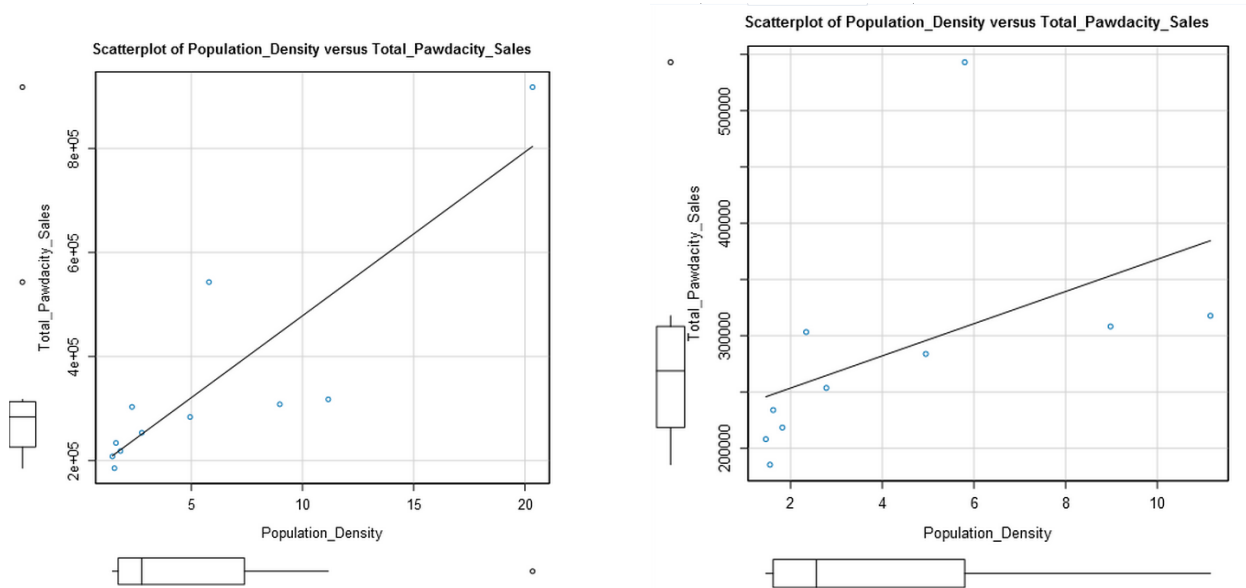 Scatterplot of Population_Density versus Total_Pawdacity_Sales
8e+05
6e+05
4e+05
2e+05
Total_Pawdacity_Sales
5 10 15 20
Population_Density
Scatterplot of Population_Density versus Total_Pawdacity_Sales
500000
400000
300000
200000
Total_Pawdacity_Sales
2 4 6 8 10
Population_Density